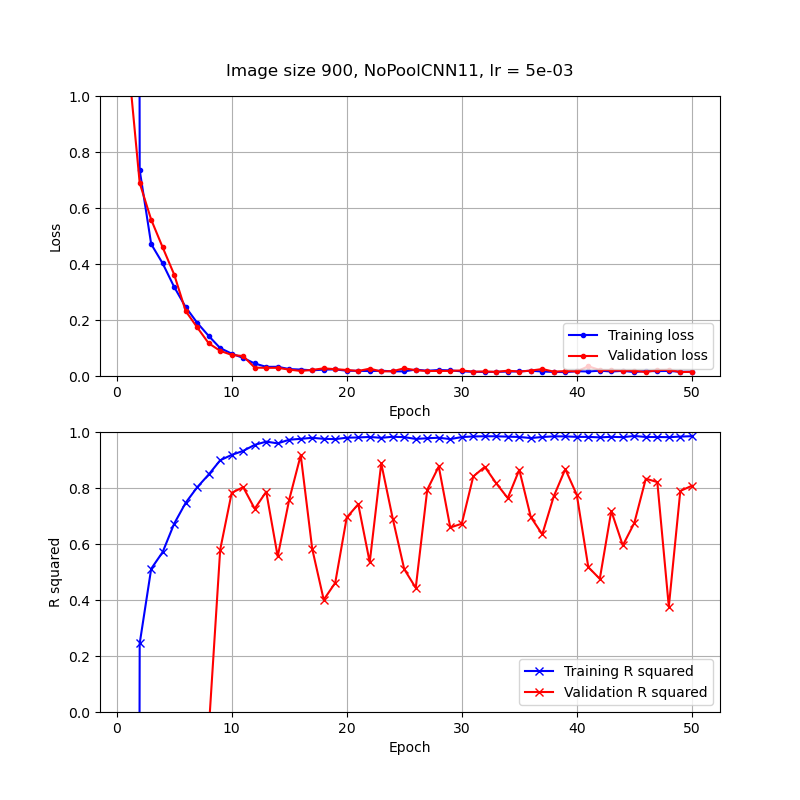 Image size 900, NoPoolCNN11, lr = 5e-03
1.0
0.8
0.6
0.4
0.2
0.0
Loss
Training loss
Validation loss
0 10 20 30 40 50
Epoch
1.0
0.8
0.6
0.4
0.2
0.0
R squared
Training R squared
Validation R squared
0 10 20 30 40 50
Epoch